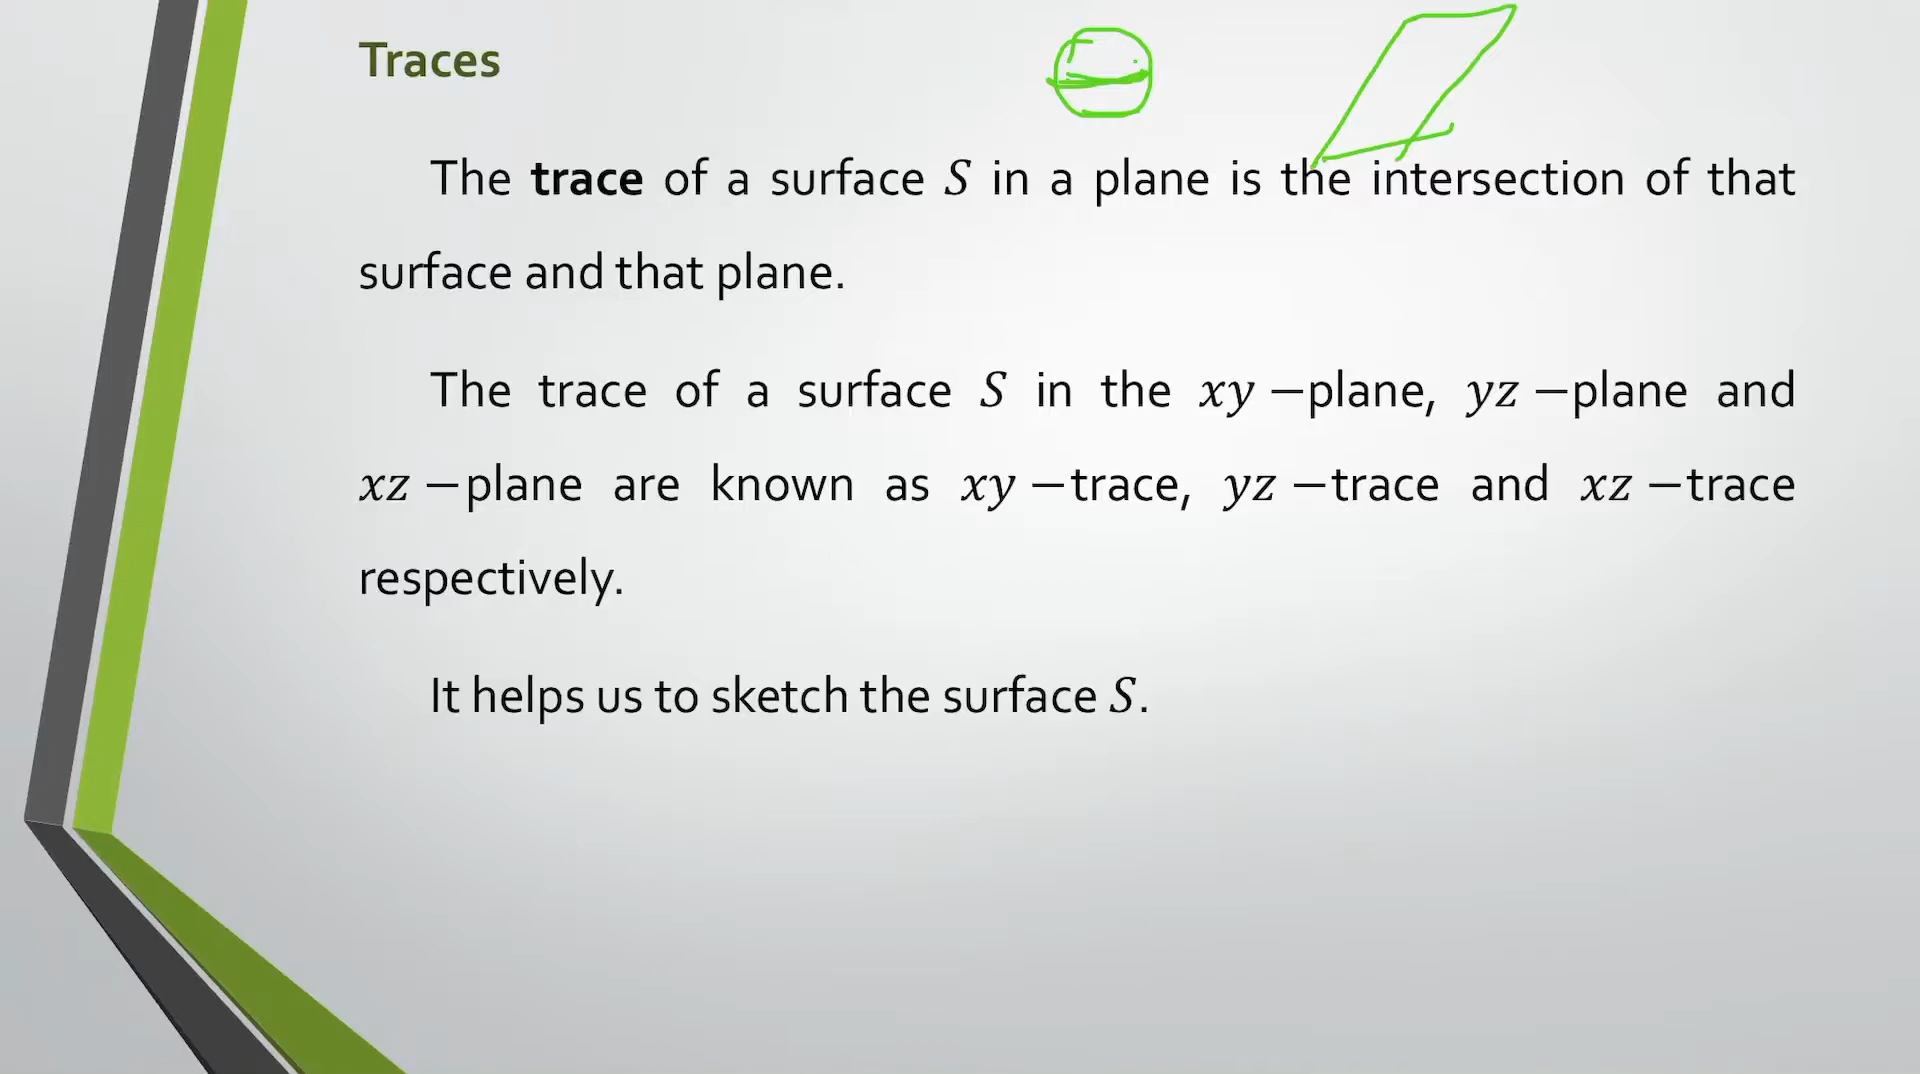 Traces
The trace of a surface S in a plane is the intersection of that
surface and that plane.
The trace of a surface S in the xy −plane, yz −plane and
xz −plane are known as xy −trace, yz −trace and xz −trace
respectively.
It helps us to sketch the surface S.